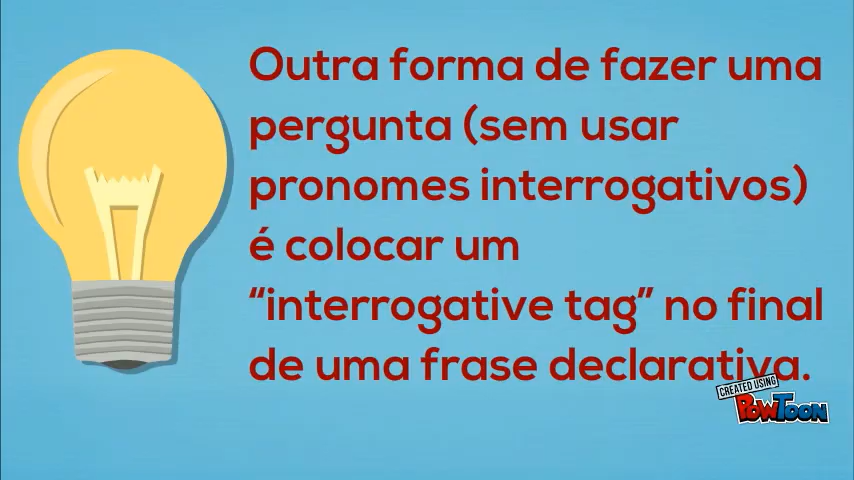 Outra forma de fazer uma
pergunta (sem usar
pronomes interrogativos)
é colocar um
“interrogative tag” no final
de uma frase declarativa.
CREATED USING
POWTOON